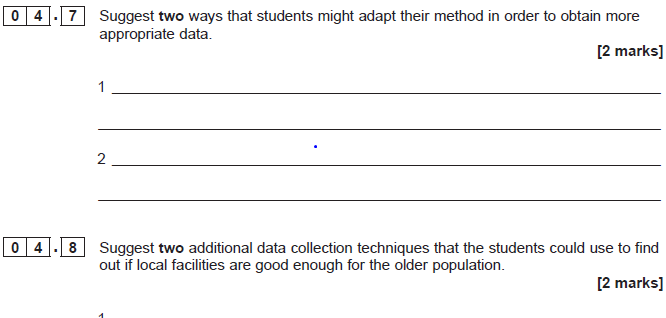 0 4 . 7 Suggest two ways that students might adapt their method in order to obtain more
appropriate data.
[2 marks]
1
2
0 4 . 8 Suggest two additional data collection techniques that the students could use to find
out if local facilities are good enough for the older population.
[2 marks]
1